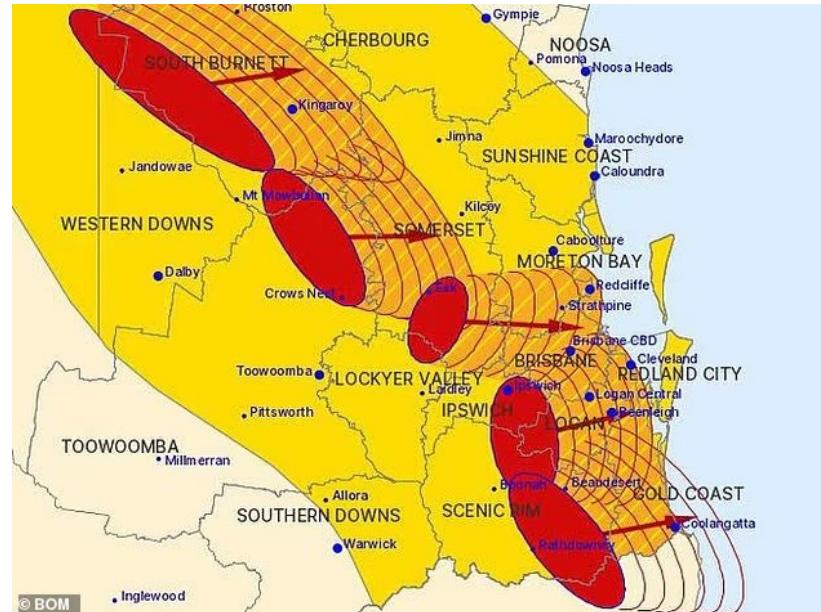 Proston
Gympie
CHERBOURG
NOOSA
Pomona
Noosa Heads
SOUTH BURNETT
Kingaroy
Jimna
Maroochydore
SUNSHINE COAST
Caloundra
Jandowae
Mt Mowbullan
Kilcoy
WESTERN DOWNS
SOMERSET
Caboolture
MORETON BAY
Dalby
Crows Nest
Esk
Redcliffe
Strathpine
Brisbane CBD
BRISBANE
Cleveland
REDLAND CITY
Toowoomba
LOCKYER VALLEY
Laidley
Ipswich
IPSWICH
Logan Central
Beenleigh
LOGAN
Pittsworth
TOOWOOMBA
Millmerran
Boonah
Beaudesert
GOLD COAST
Allora
SOUTHERN DOWNS
SCENIC RIM
Coolangatta
Warwick
Rathdowney
Inglewood
© BOM